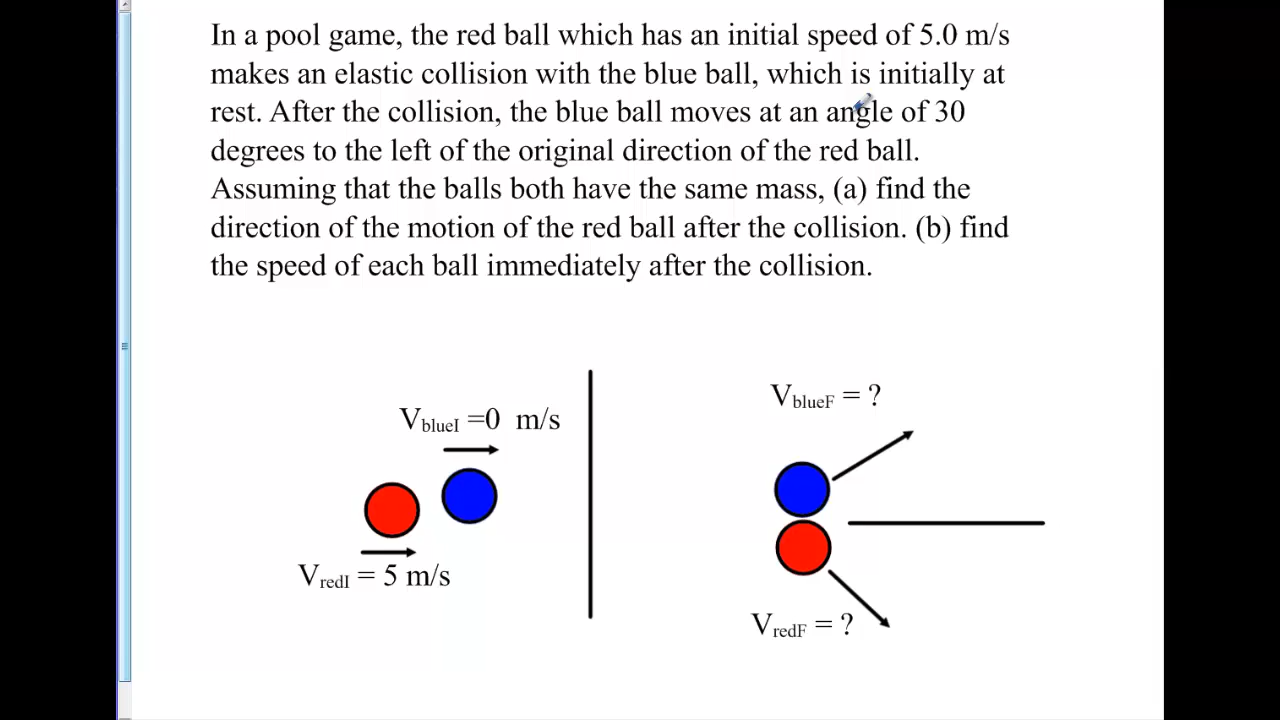 In a pool game, the red ball which has an initial speed of 5.0 m/s
makes an elastic collision with the blue ball, which is initially at
rest. After the collision, the blue ball moves at an angle of 30
degrees to the left of the original direction of the red ball.
Assuming that the balls both have the same mass, (a) find the
direction of the motion of the red ball after the collision. (b) find
the speed of each ball immediately after the collision.
VblueI =0 m/s
VredI = 5 m/s
VblueF = ?
VredF = ?